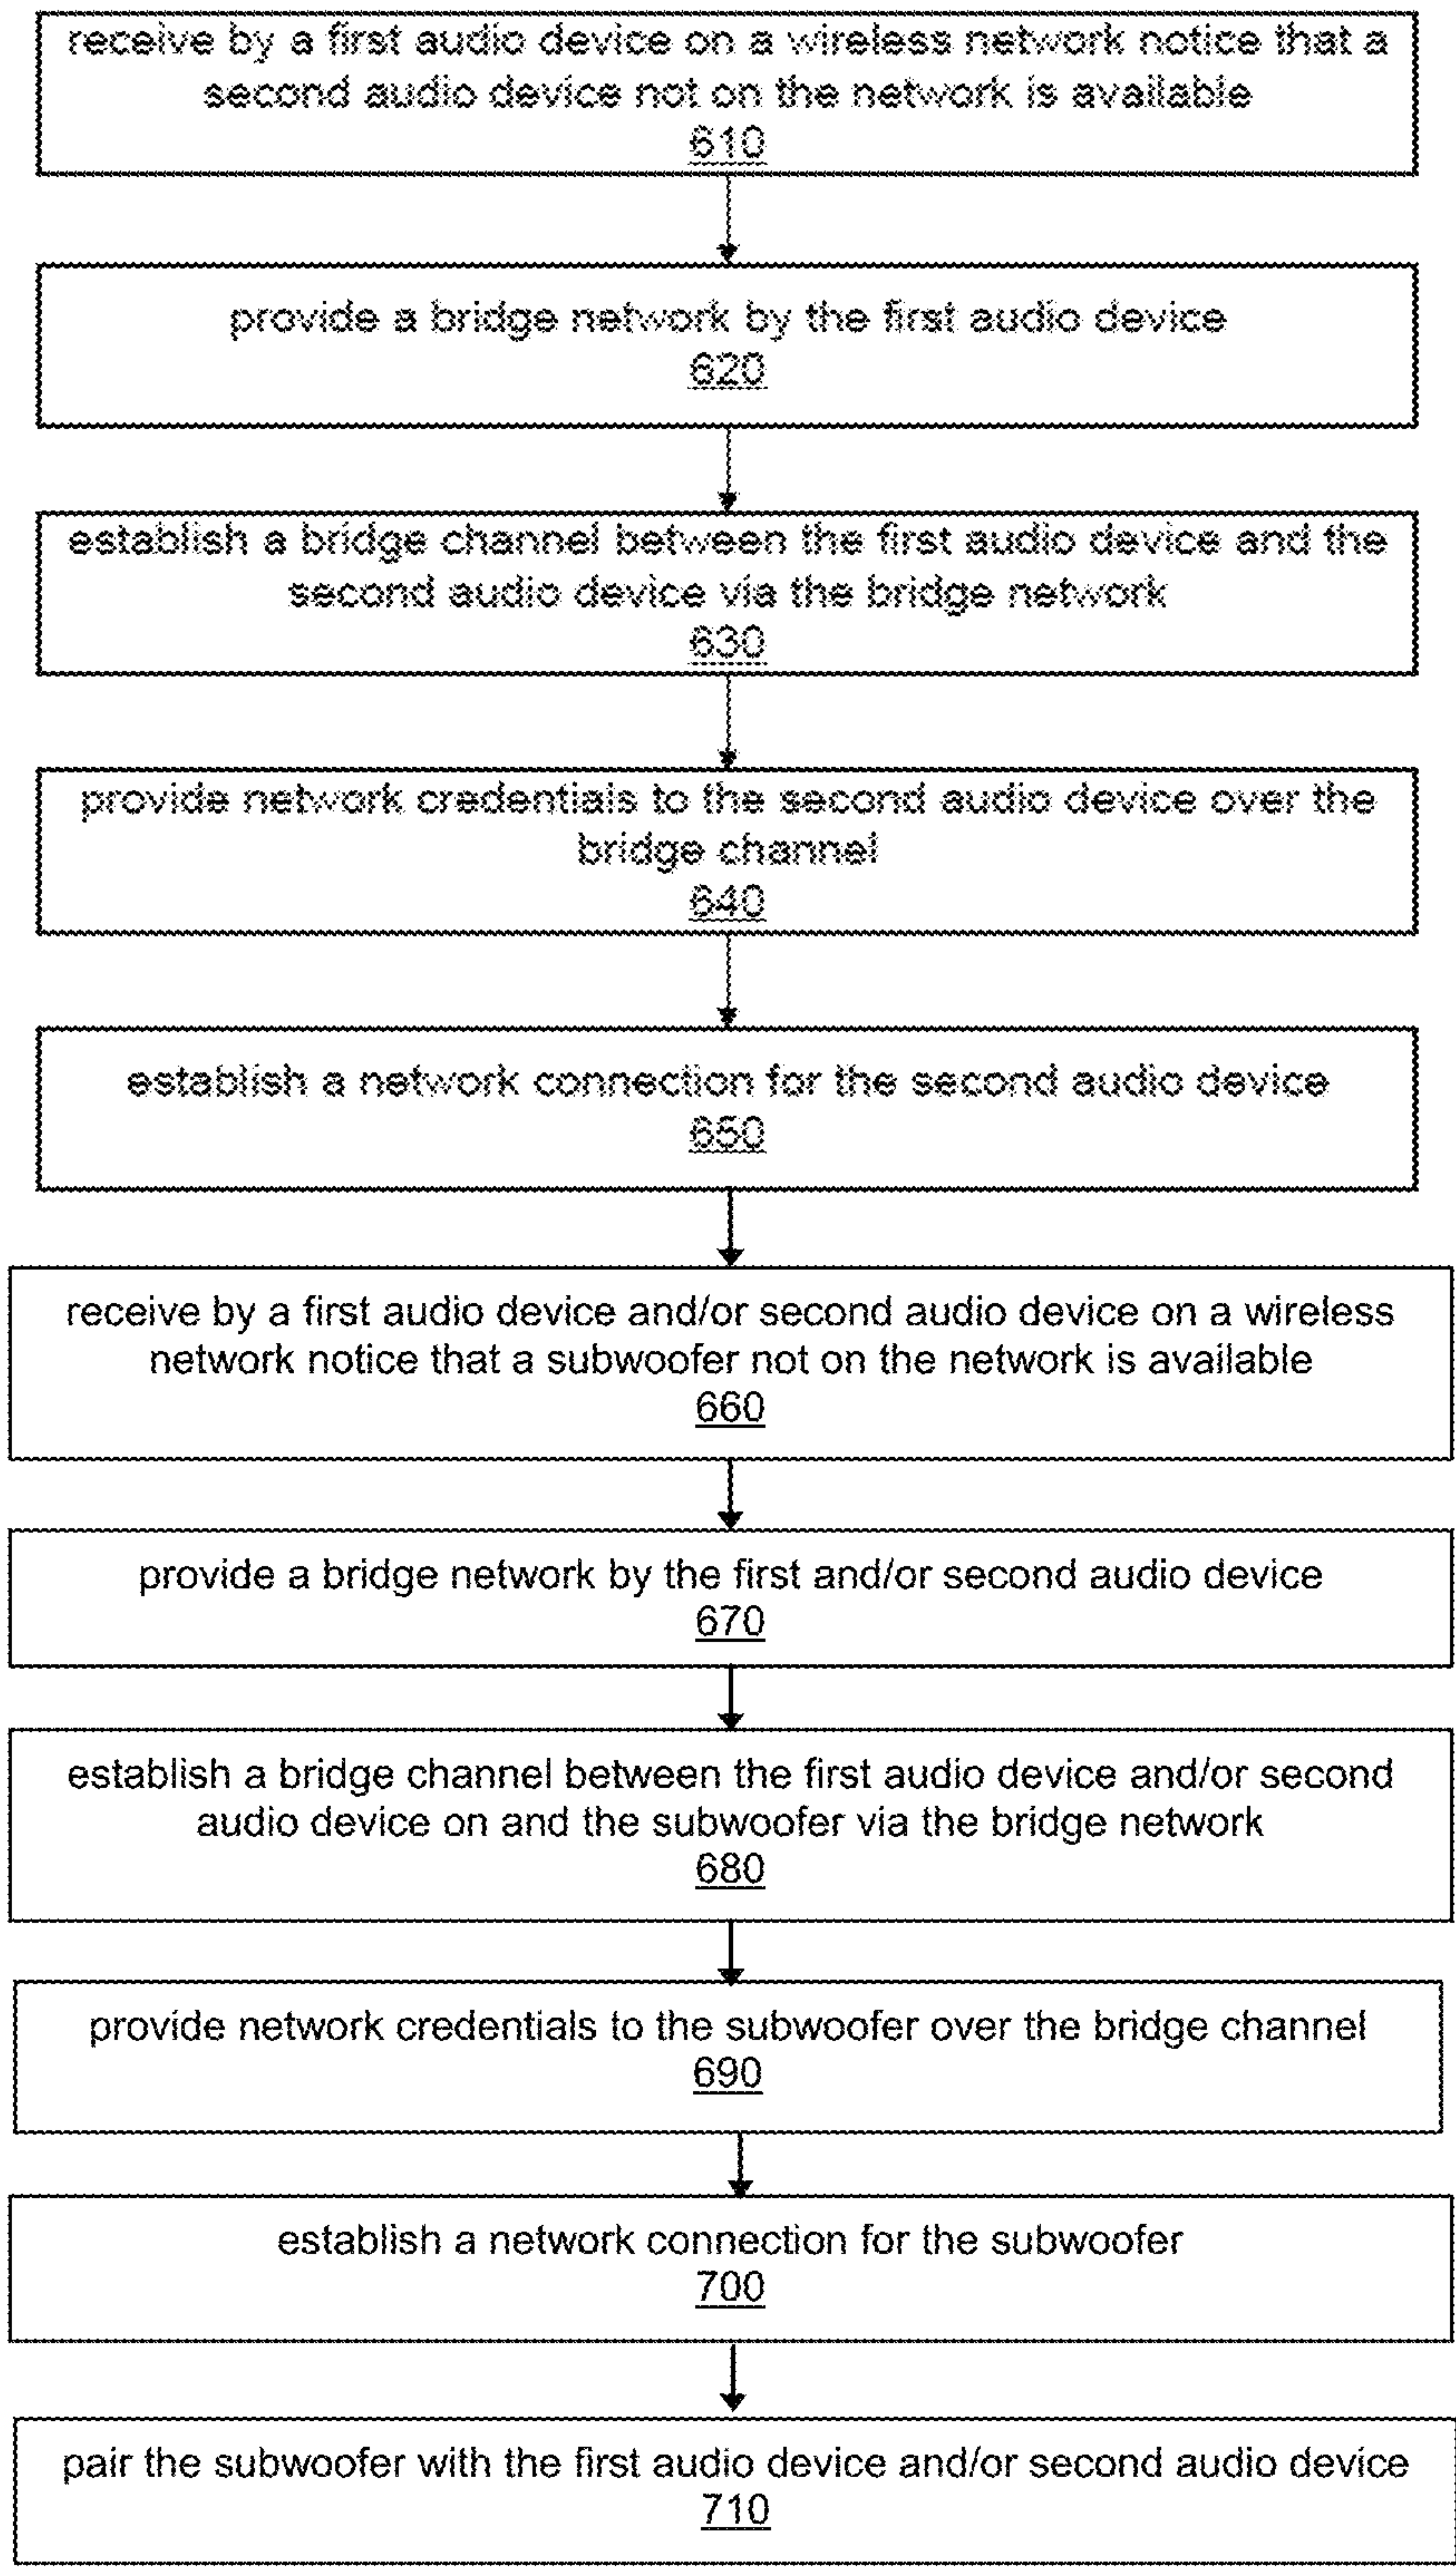 receive by a first audio device on a wireless network notice that a
second audio device not on the network is available
610
provide a bridge network by the first audio device
620
establish a bridge channel between the first audio device and the
second audio device via the bridge network
630
provide network credentials to the second audio device over the
bridge channel
640
establish a network connection for the second audio device
650
receive by a first audio device and/or second audio device on a wireless
network notice that a subwoofer not on the network is available
660
provide a bridge network by the first and/or second audio device
670
establish a bridge channel between the first audio device and/or second
audio device on and the subwoofer via the bridge network
680
provide network credentials to the subwoofer over the bridge channel
690
establish a network connection for the subwoofer
700
pair the subwoofer with the first audio device and/or second audio device
710